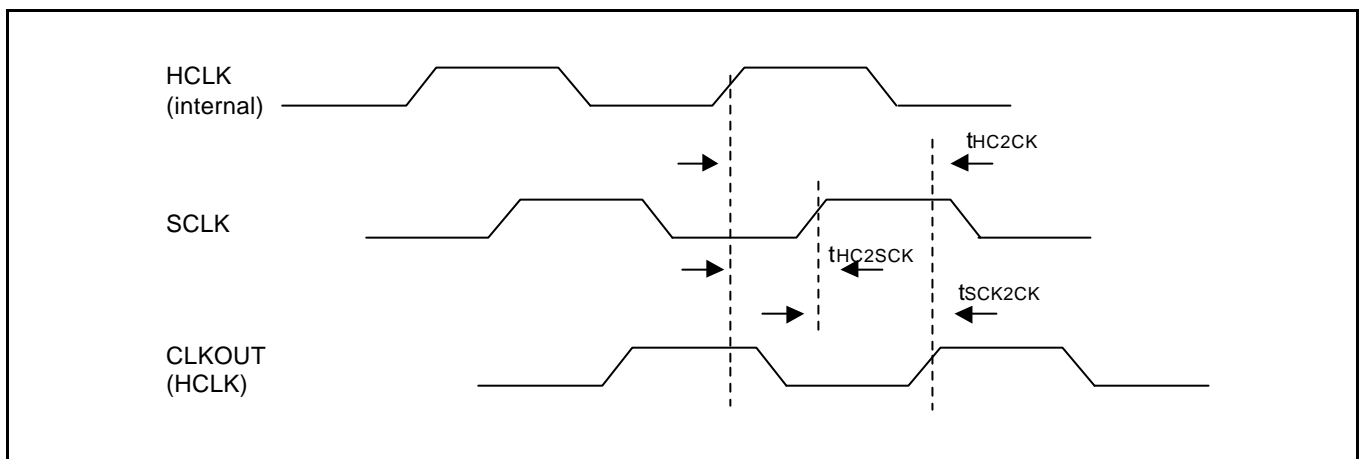 HCLK
(internal)
tHC2CK
SCLK
tHC2SCK
tSCK2CK
CLKOUT
(HCLK)